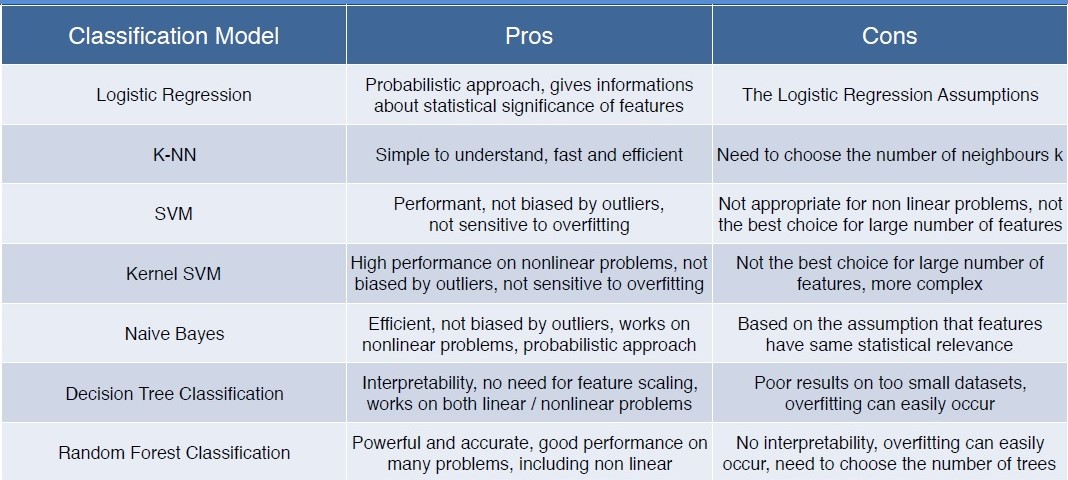 Classification Model
Pros
Cons
Logistic Regression
Probabilistic approach, gives informations
about statistical significance of features
The Logistic Regression Assumptions
K-NN
Simple to understand, fast and efficient
Need to choose the number of neighbours k
SVM
Performant, not biased by outliers,
not sensitive to overfitting
Not appropriate for non linear problems, not
the best choice for large number of features
Kernel SVM
High performance on nonlinear problems, not
biased by outliers, not sensitive to overfitting
Not the best choice for large number of
features, more complex
Naive Bayes
Efficient, not biased by outliers, works on
nonlinear problems, probabilistic approach
Based on the assumption that features
have same statistical relevance
Decision Tree Classification
Interpretability, no need for feature scaling,
works on both linear / nonlinear problems
Poor results on too small datasets,
overfitting can easily occur
Random Forest Classification
Powerful and accurate, good performance on
many problems, including non linear
No interpretability, overfitting can easily
occur, need to choose the number of trees